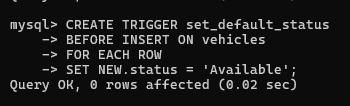 mysql> CREATE TRIGGER set_default_status
    -> BEFORE INSERT ON vehicles
    -> FOR EACH ROW
    -> SET NEW.status = 'Available';
Query OK, 0 rows affected (0.02 sec)